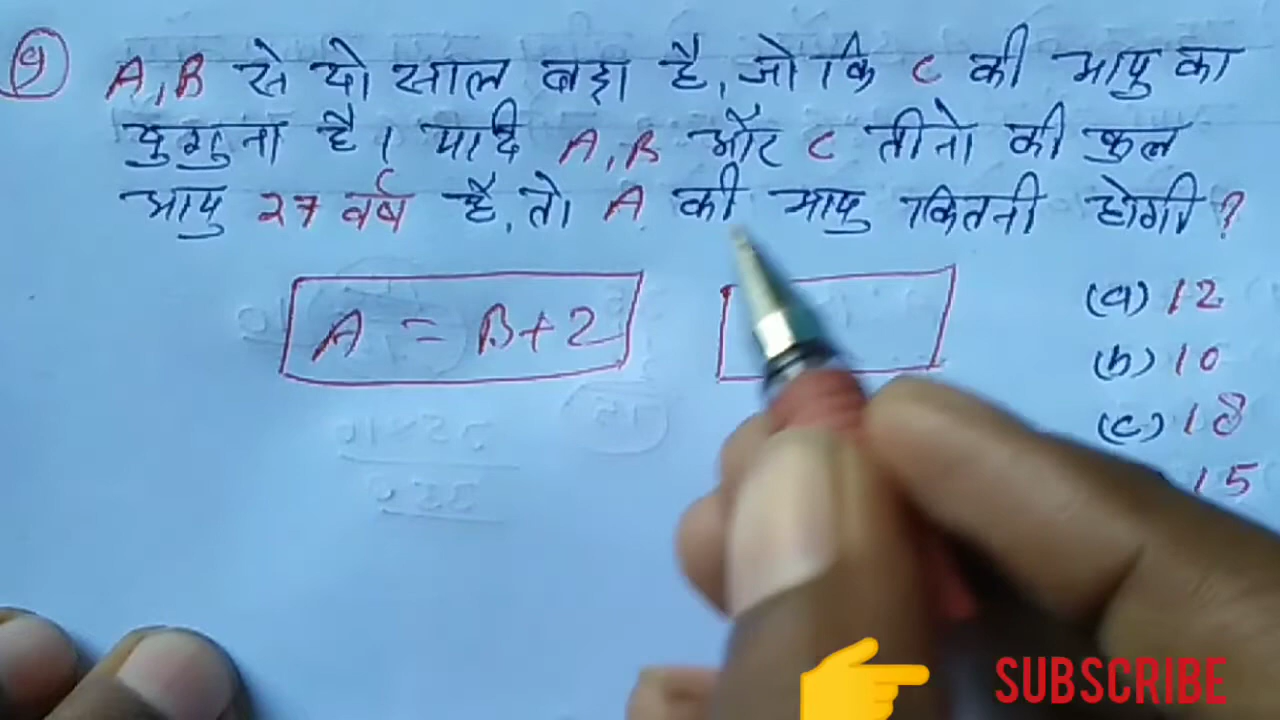 9 A, B से दो साल बड़ा है, जो कि C की आयु का
दुगुना है। यदि A, B और C तीनो की कुल
आयु 27 वर्ष है, तो A की आयु कितनी होगी ?
A = B+2
(a) 12
(b) 10
(c) 18
15
SUBSCRIBE